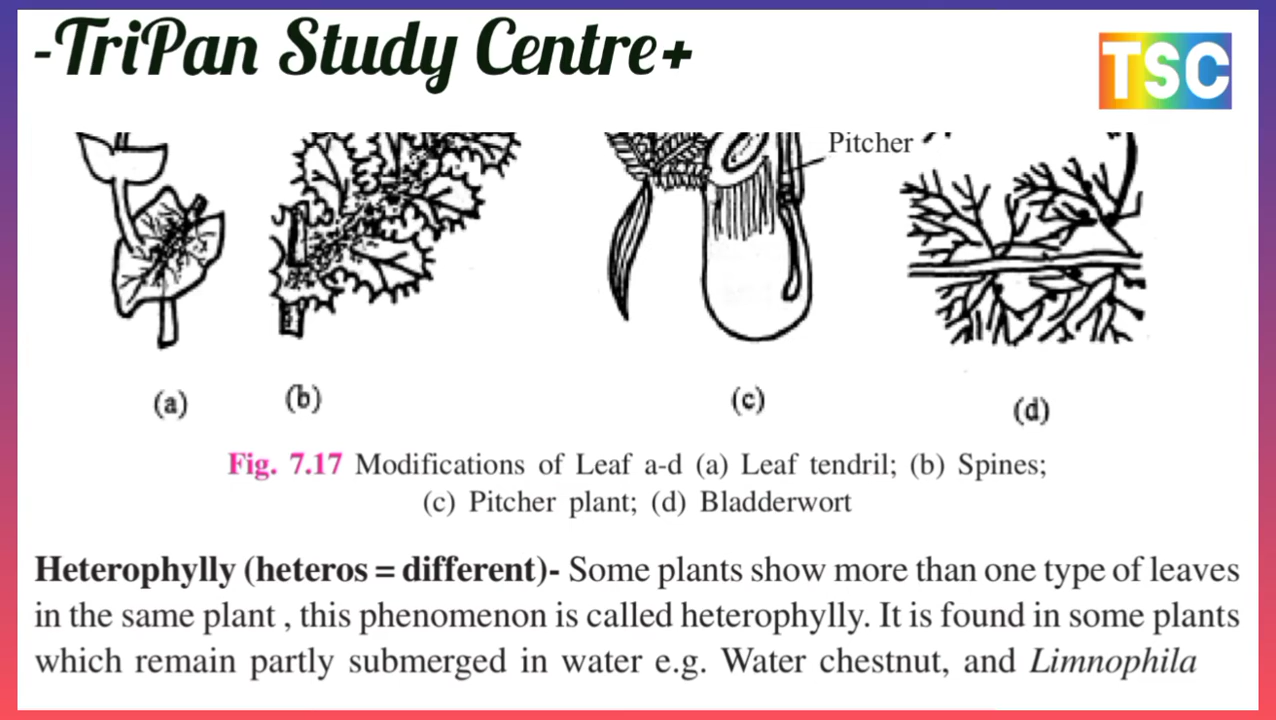 -TriPan Study Centre+
TSC
Pitcher
(a) (b) (c) (d)
Fig. 7.17 Modifications of Leaf a-d (a) Leaf tendril; (b) Spines;
(c) Pitcher plant; (d) Bladderwort
Heterophylly (heteros = different)- Some plants show more than one type of leaves
in the same plant , this phenomenon is called heterophylly. It is found in some plants
which remain partly submerged in water e.g. Water chestnut, and Limnophila